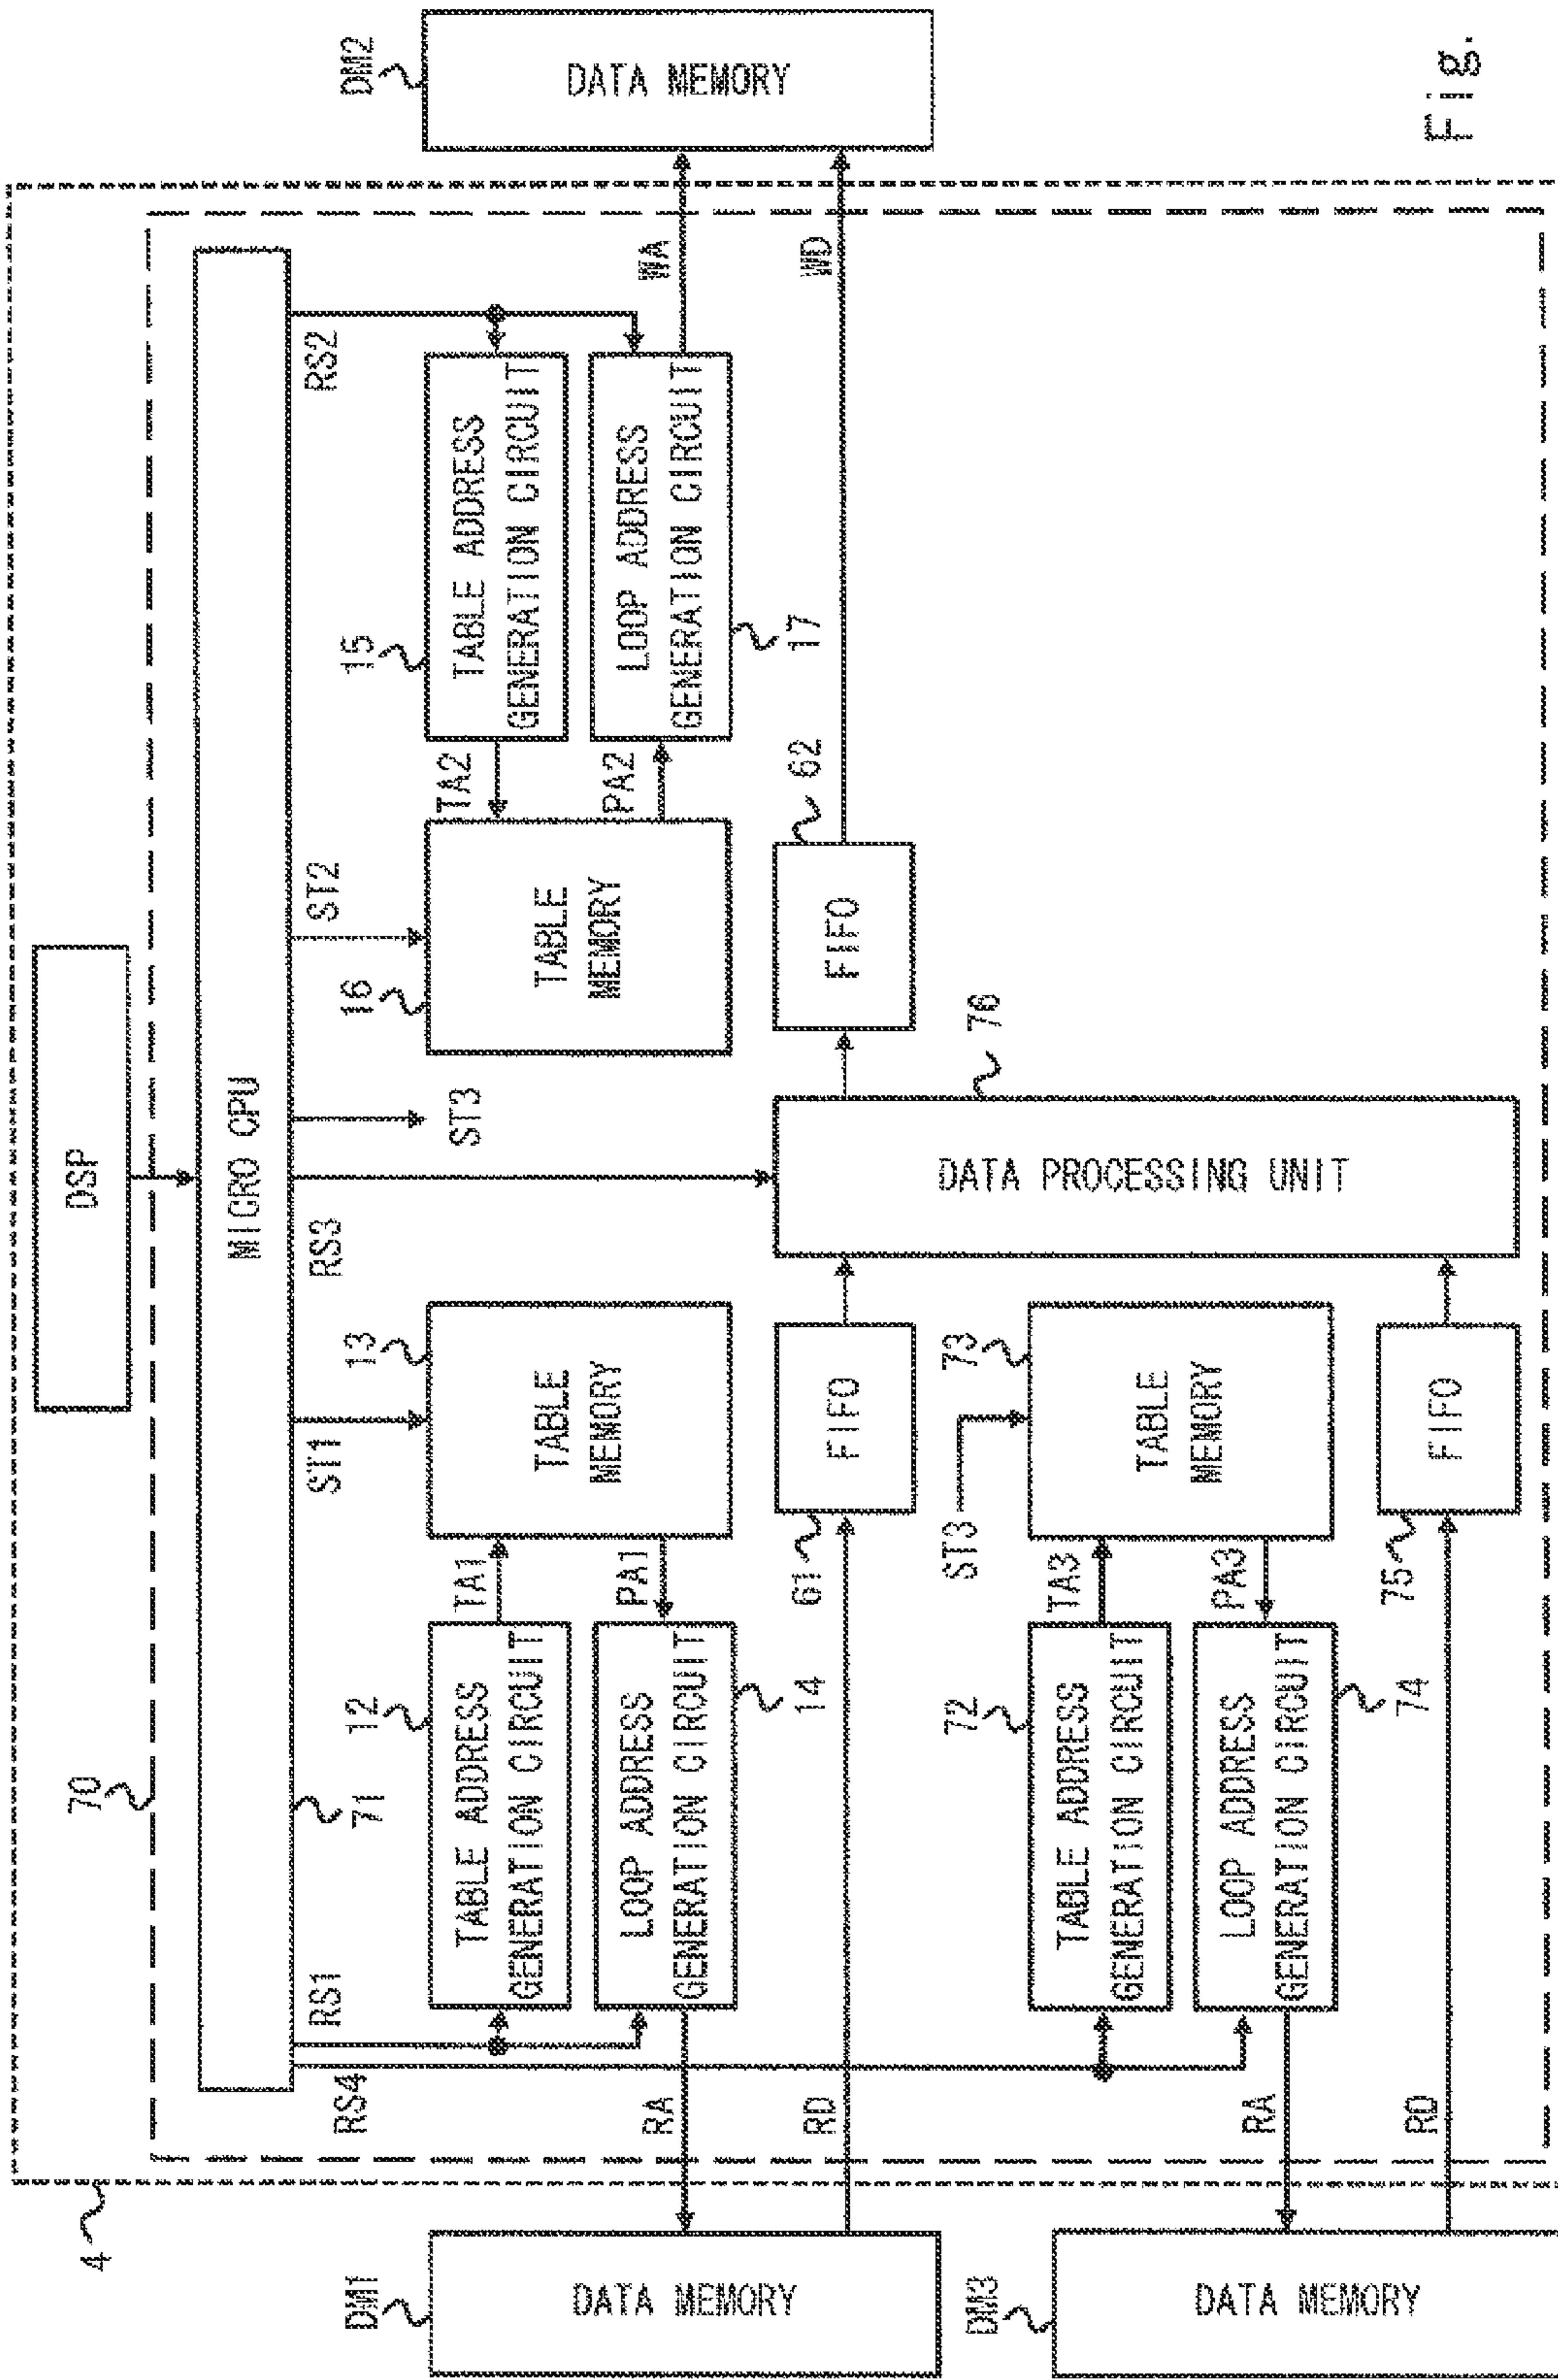 4
70
DSP
MICRO CPU
71
RS4
RS1
ST1
RS3
ST3
ST2
RS2
12
TABLE ADDRESS
GENERATION CIRCUIT
TA1
13
TABLE
MEMORY
16
TABLE
MEMORY
TA2
15
TABLE ADDRESS
GENERATION CIRCUIT
LOOP ADDRESS
GENERATION CIRCUIT
14
PA1
PA2
LOOP ADDRESS
GENERATION CIRCUIT
17
DM1
DATA MEMORY
RA
RD
61
FIFO
DATA PROCESSING UNIT
76
FIFO
62
WA
WD
DM2
DATA MEMORY
72
TABLE ADDRESS
GENERATION CIRCUIT
TA3
ST3
73
TABLE
MEMORY
LOOP ADDRESS
GENERATION CIRCUIT
74
PA3
DM3
DATA MEMORY
RA
RD
75
FIFO
Fig.